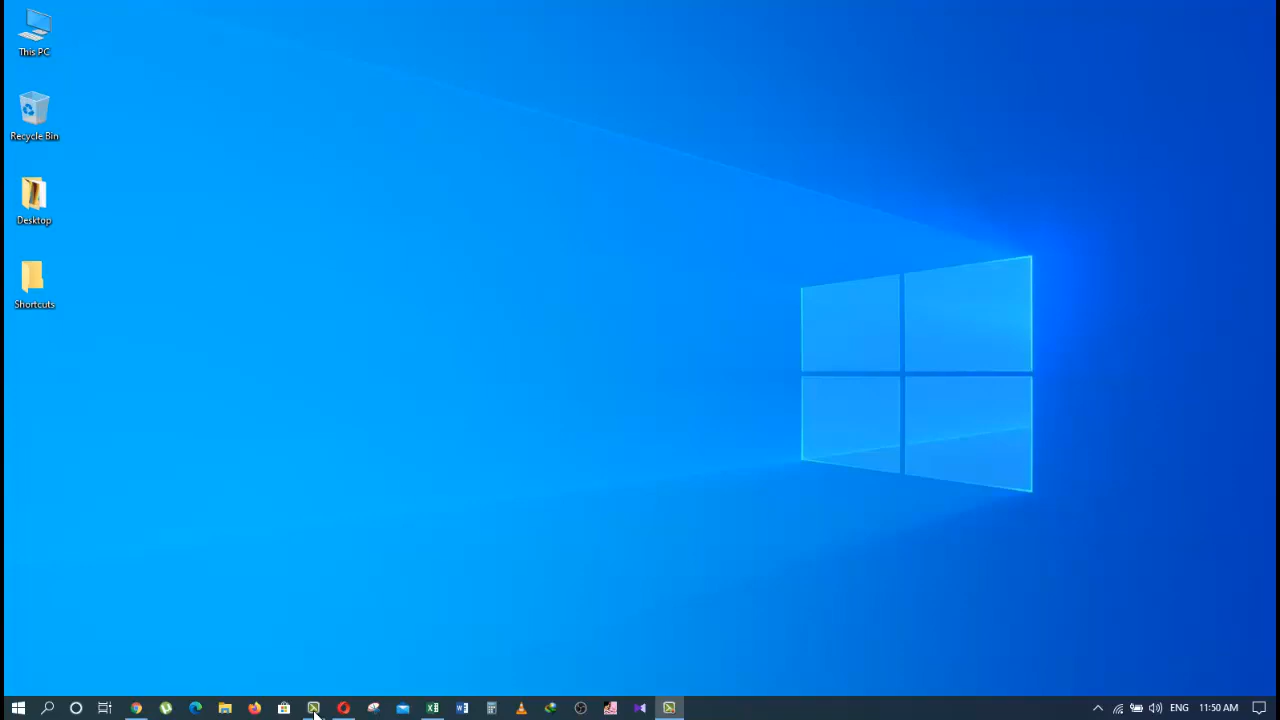 This PC
Recycle Bin
Desktop
Shortcuts
ENG
11:50 AM